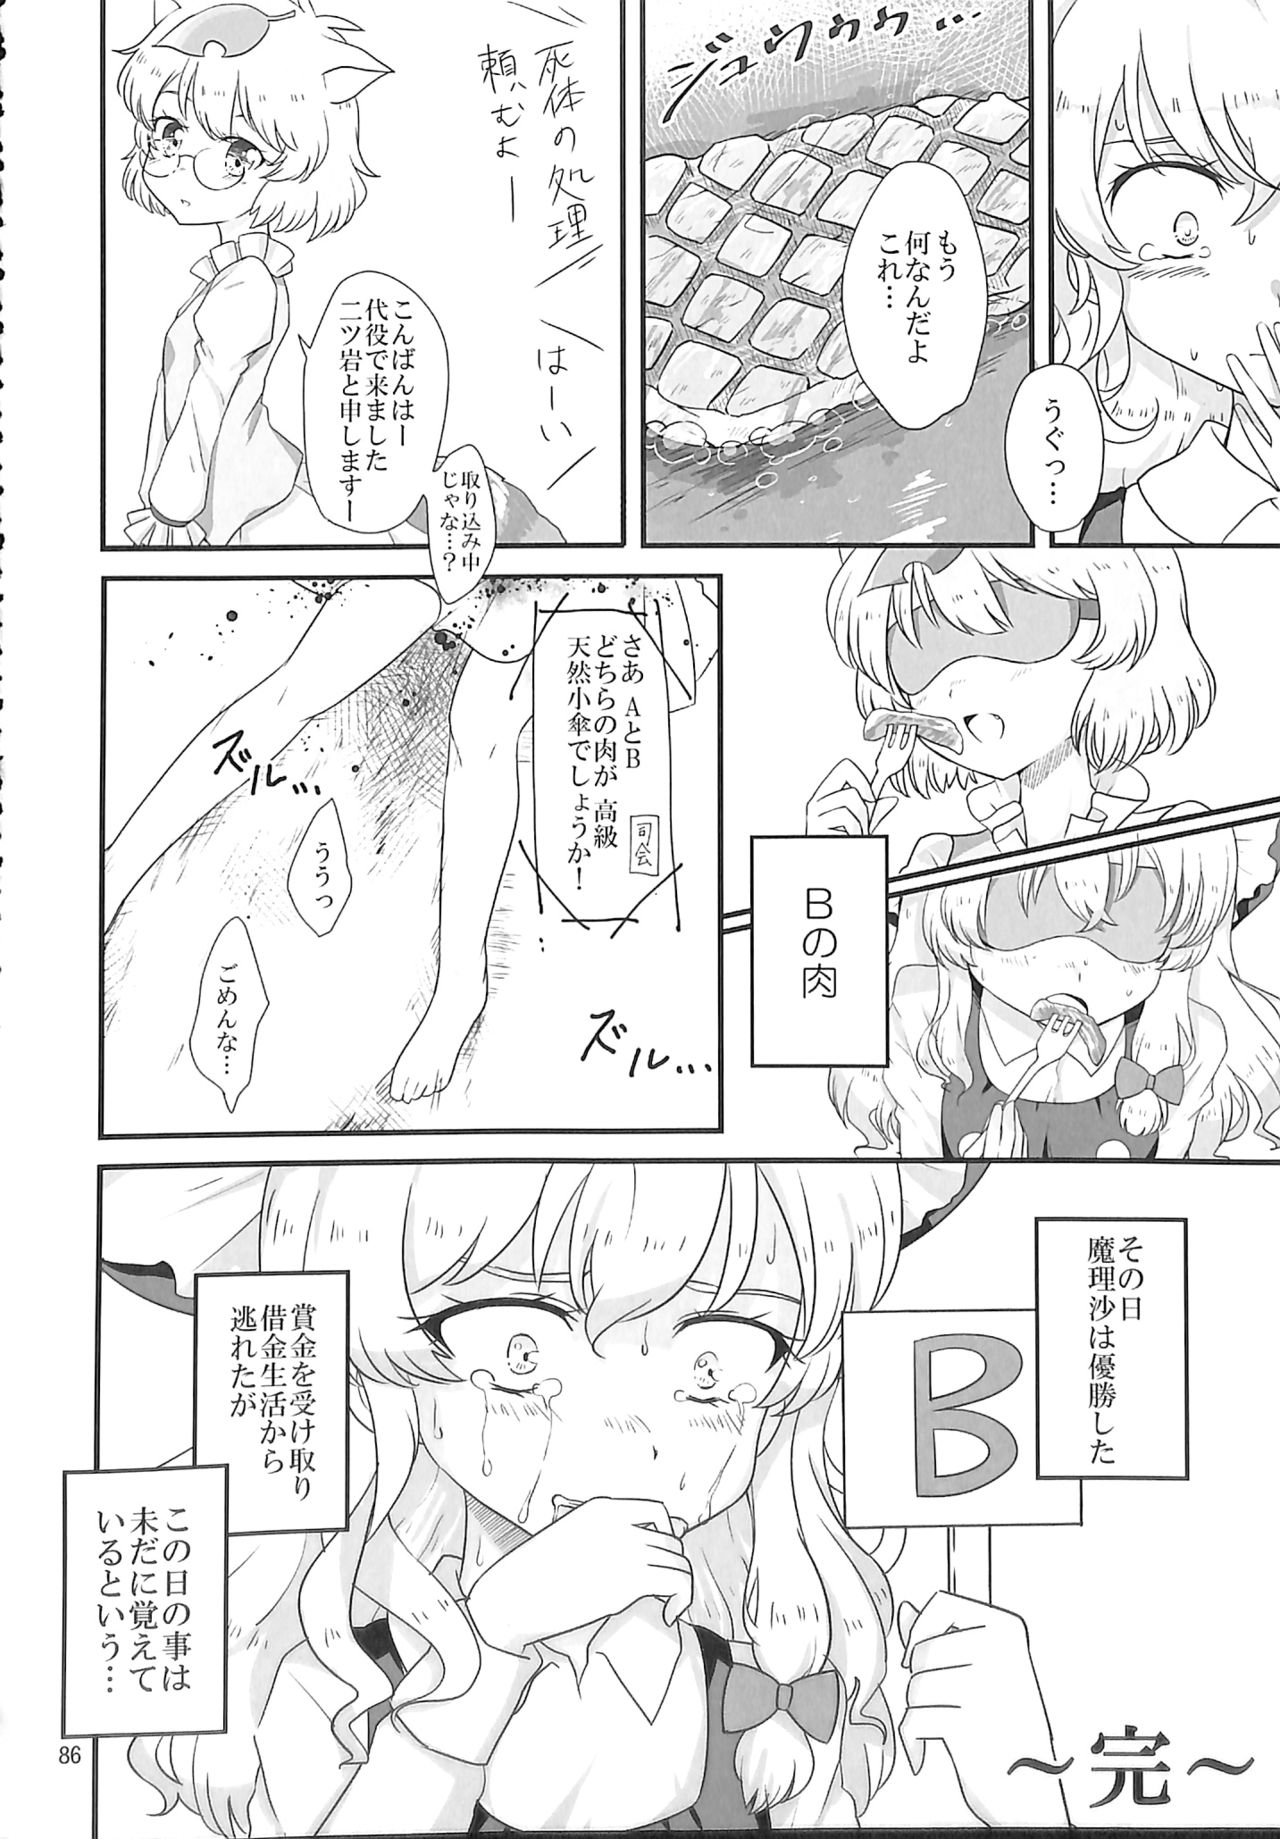 うぐっ…
もう
何なんだよ
これ…
ジュウゥゥゥ…
死体の処理
頼むよー
はーい
こんばんはー
代役で来ました
二ツ岩と申しますー
取り込み中
じゃな…？
さあ AとB
どちらの肉が 高級
天然小傘でしょうか！
司会
ズル…
ううっ
ごめんな…
ズル…
Bの肉
その日
魔理沙は優勝した
B
賞金を受け取り
借金生活から
逃れたが
この日の事は
未だに覚えて
いるという…
～完～
86